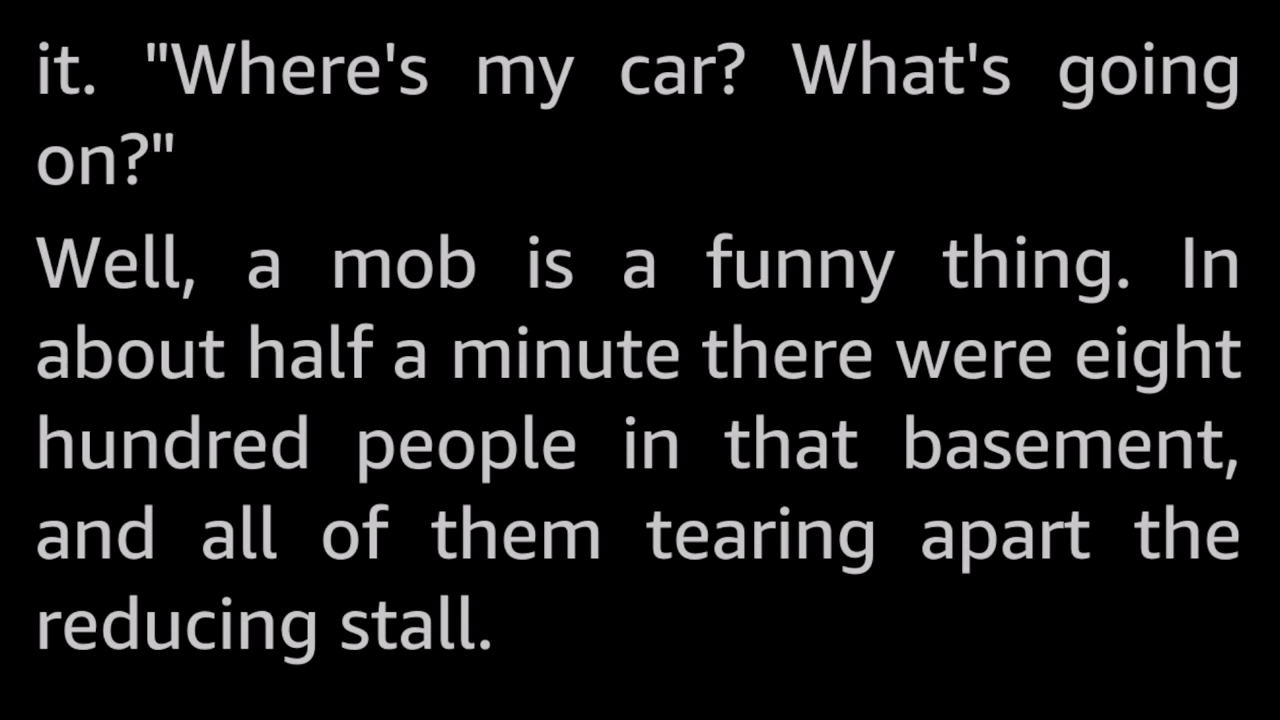 it. "Where's my car? What's going
on?"
Well, a mob is a funny thing. In
about half a minute there were eight
hundred people in that basement,
and all of them tearing apart the
reducing stall.